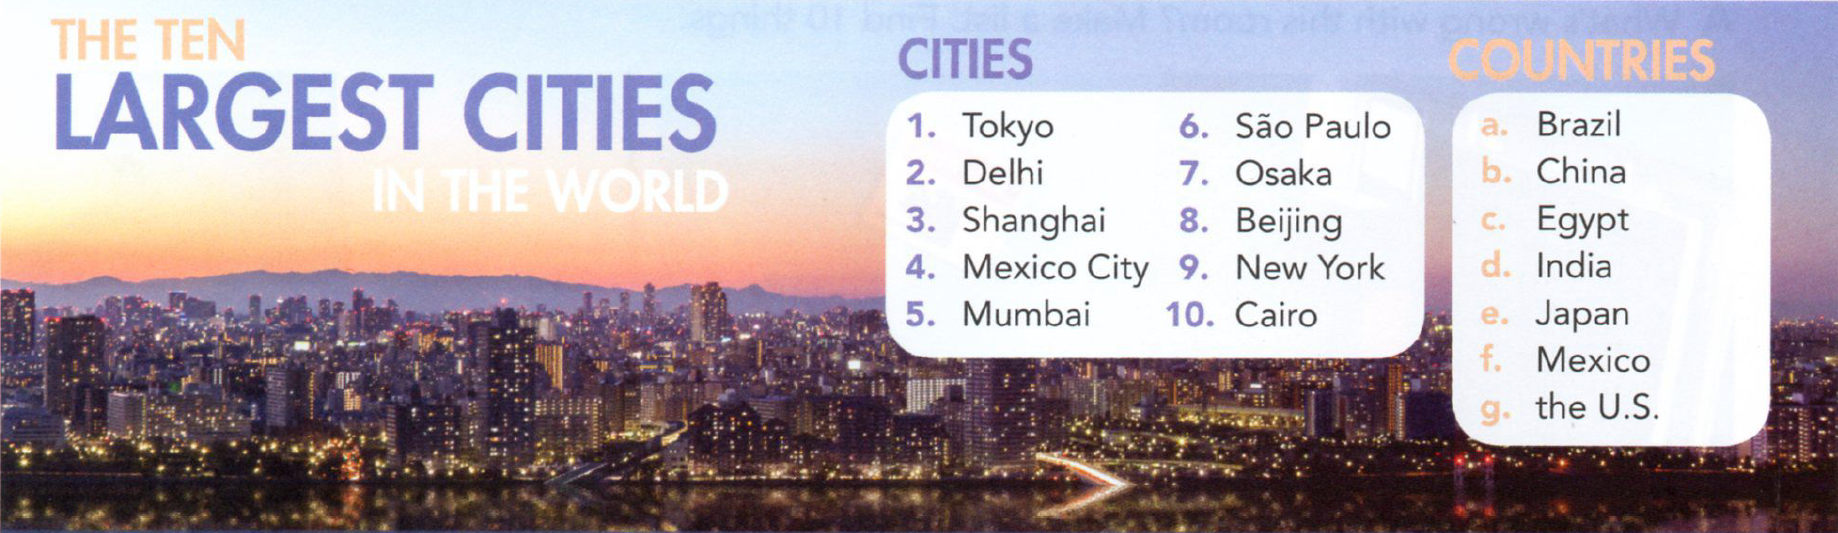 THE TEN
LARGEST CITIES
IN THE WORLD
CITIES
1. Tokyo
2. Delhi
3. Shanghai
4. Mexico City
5. Mumbai
6. São Paulo
7. Osaka
8. Beijing
9. New York
10. Cairo
COUNTRIES
a. Brazil
b. China
c. Egypt
d. India
e. Japan
f. Mexico
g. the U.S.